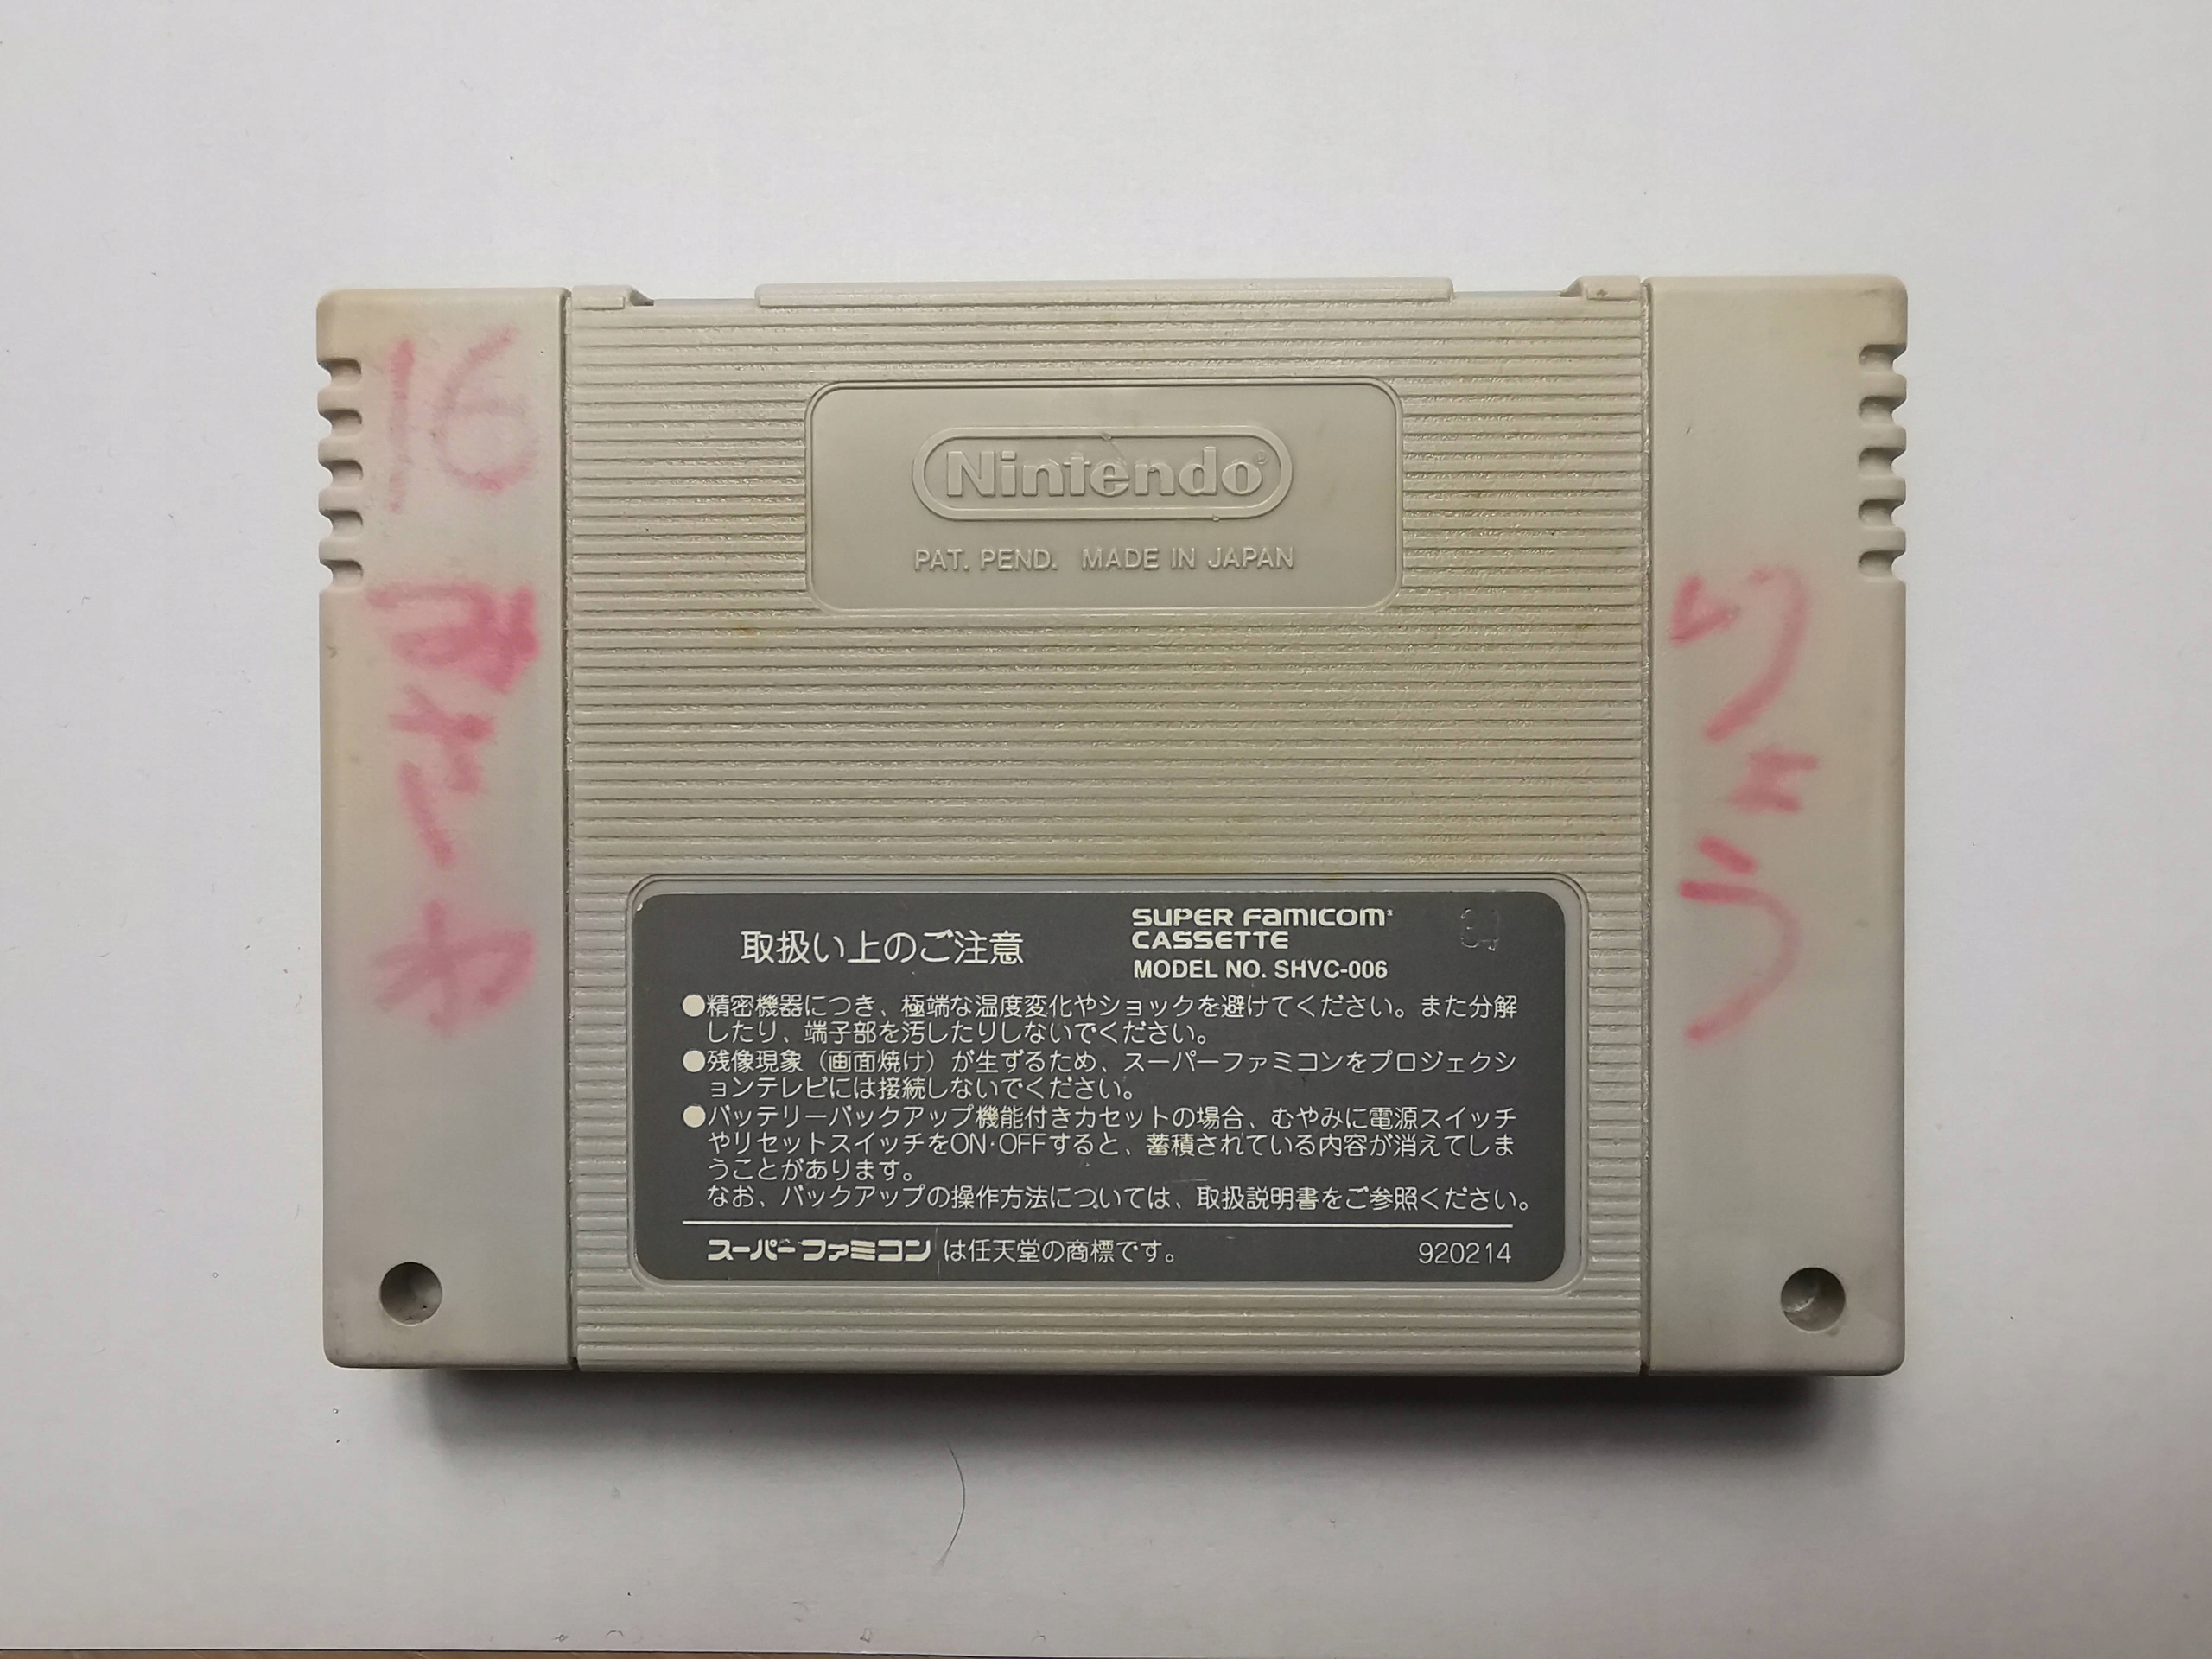 16
Nintendo
PAT. PEND. MADE IN JAPAN
取扱い上のご注意
SUPER FAMICOM
CASSETTE
MODEL NO. SHVC-006
●精密機器につき、極端な温度変化やショックを避けてください。また分解
したり、端子部を汚したりしないでください。
●残像現象（画面焼け）が生ずるため、スーパーファミコンをプロジェクシ
ョンテレビには接続しないでください。
●バッテリーバックアップ機能付きカセットの場合、むやみに電源スイッチ
やリセットスイッチをON·OFFすると、蓄積されている内容が消えてしま
うことがあります。
なお、バックアップの操作方法については、取扱説明書をご参照ください。
スーパーファミコンは任天堂の商標です。
920214